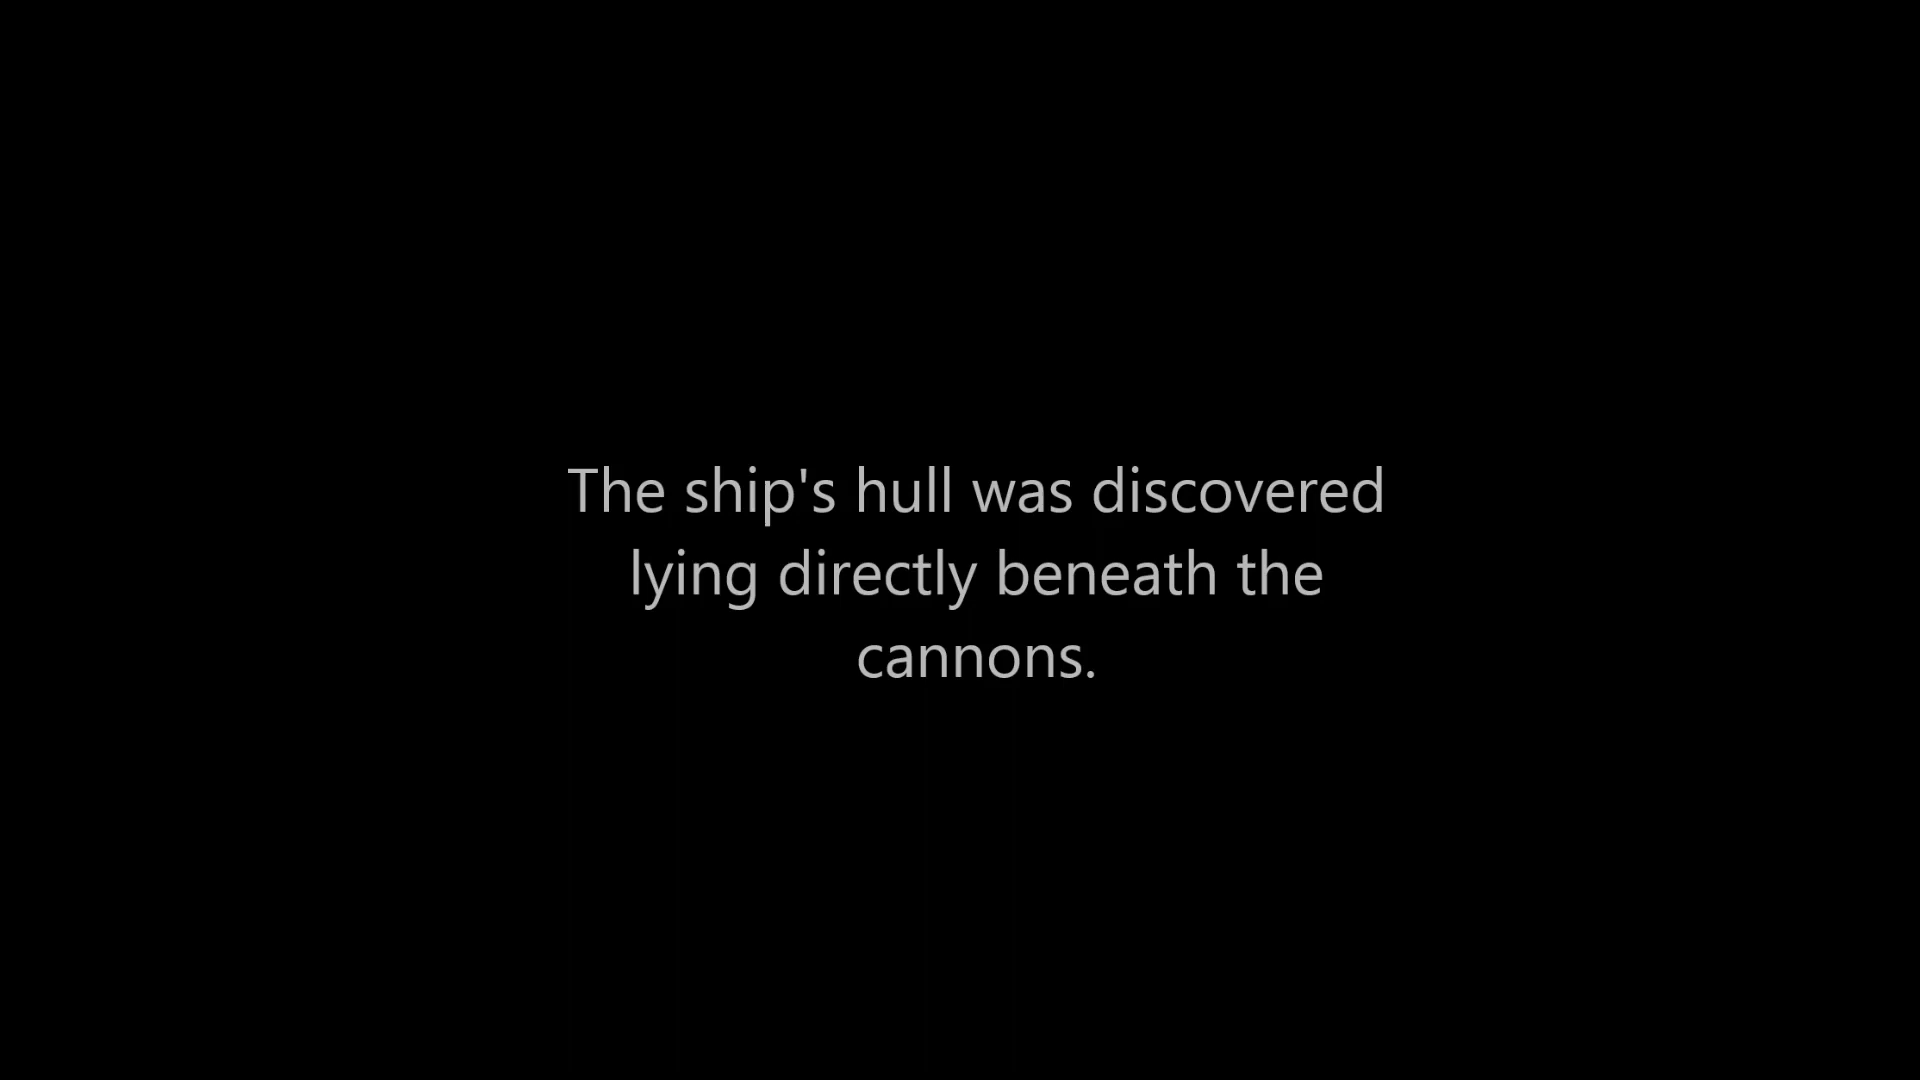 The ship's hull was discovered
lying directly beneath the
cannons.